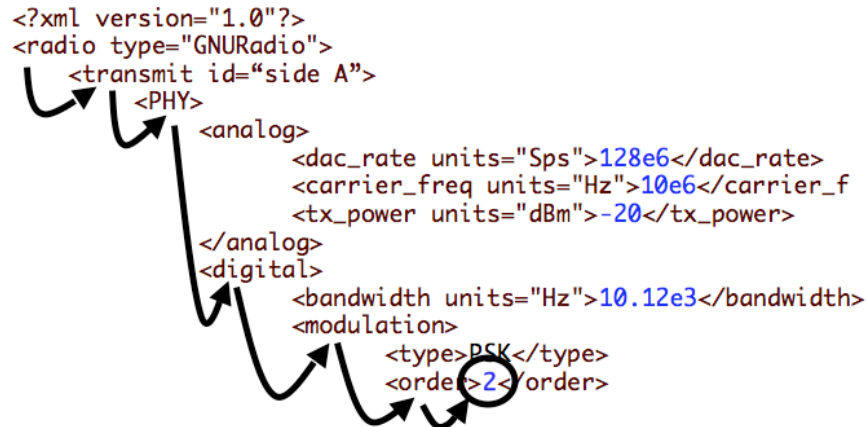 <?xml version="1.0"?>
<radio type="GNURadio">
<transmit id=“side A”>
<PHY>
<analog>
<dac_rate units="Sps">128e6</dac_rate>
<carrier_freq units="Hz">10e6</carrier_f
<tx_power units="dBm">-20</tx_power>
</analog>
<digital>
<bandwidth units="Hz">10.12e3</bandwidth>
<modulation>
<type>PSK</type>
<order>2</order>